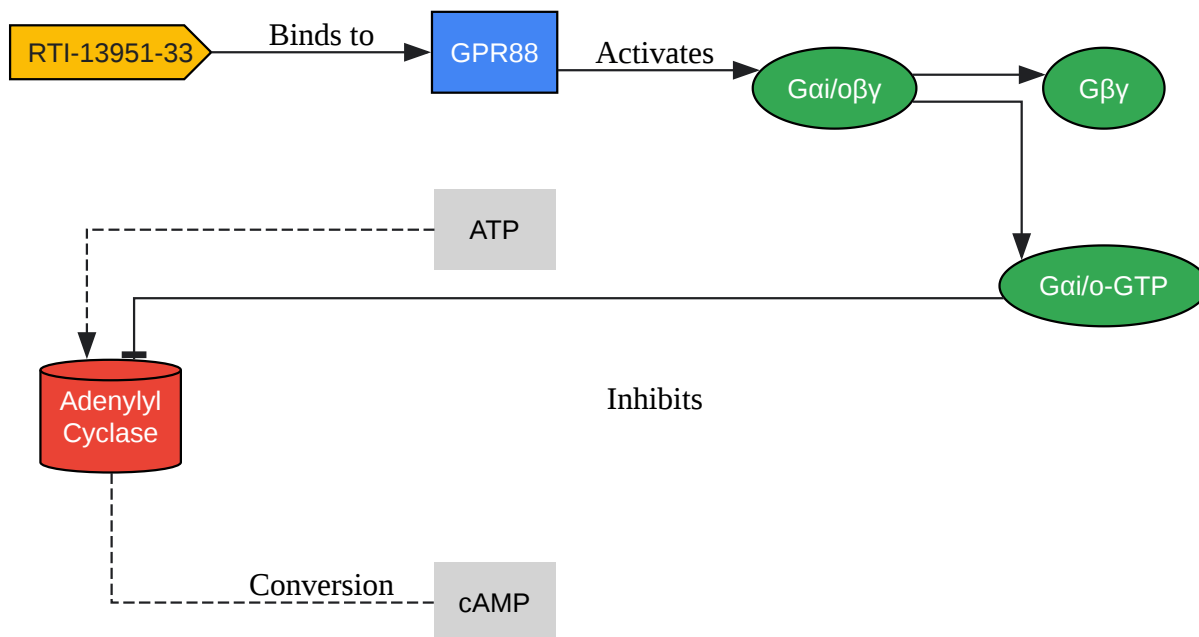 RTI-13951-33
Binds to
GPR88
Activates
Gαi/oβγ
Gβγ
ATP
Gαi/o-GTP
Adenylyl
Cyclase
Inhibits
Conversion
cAMP